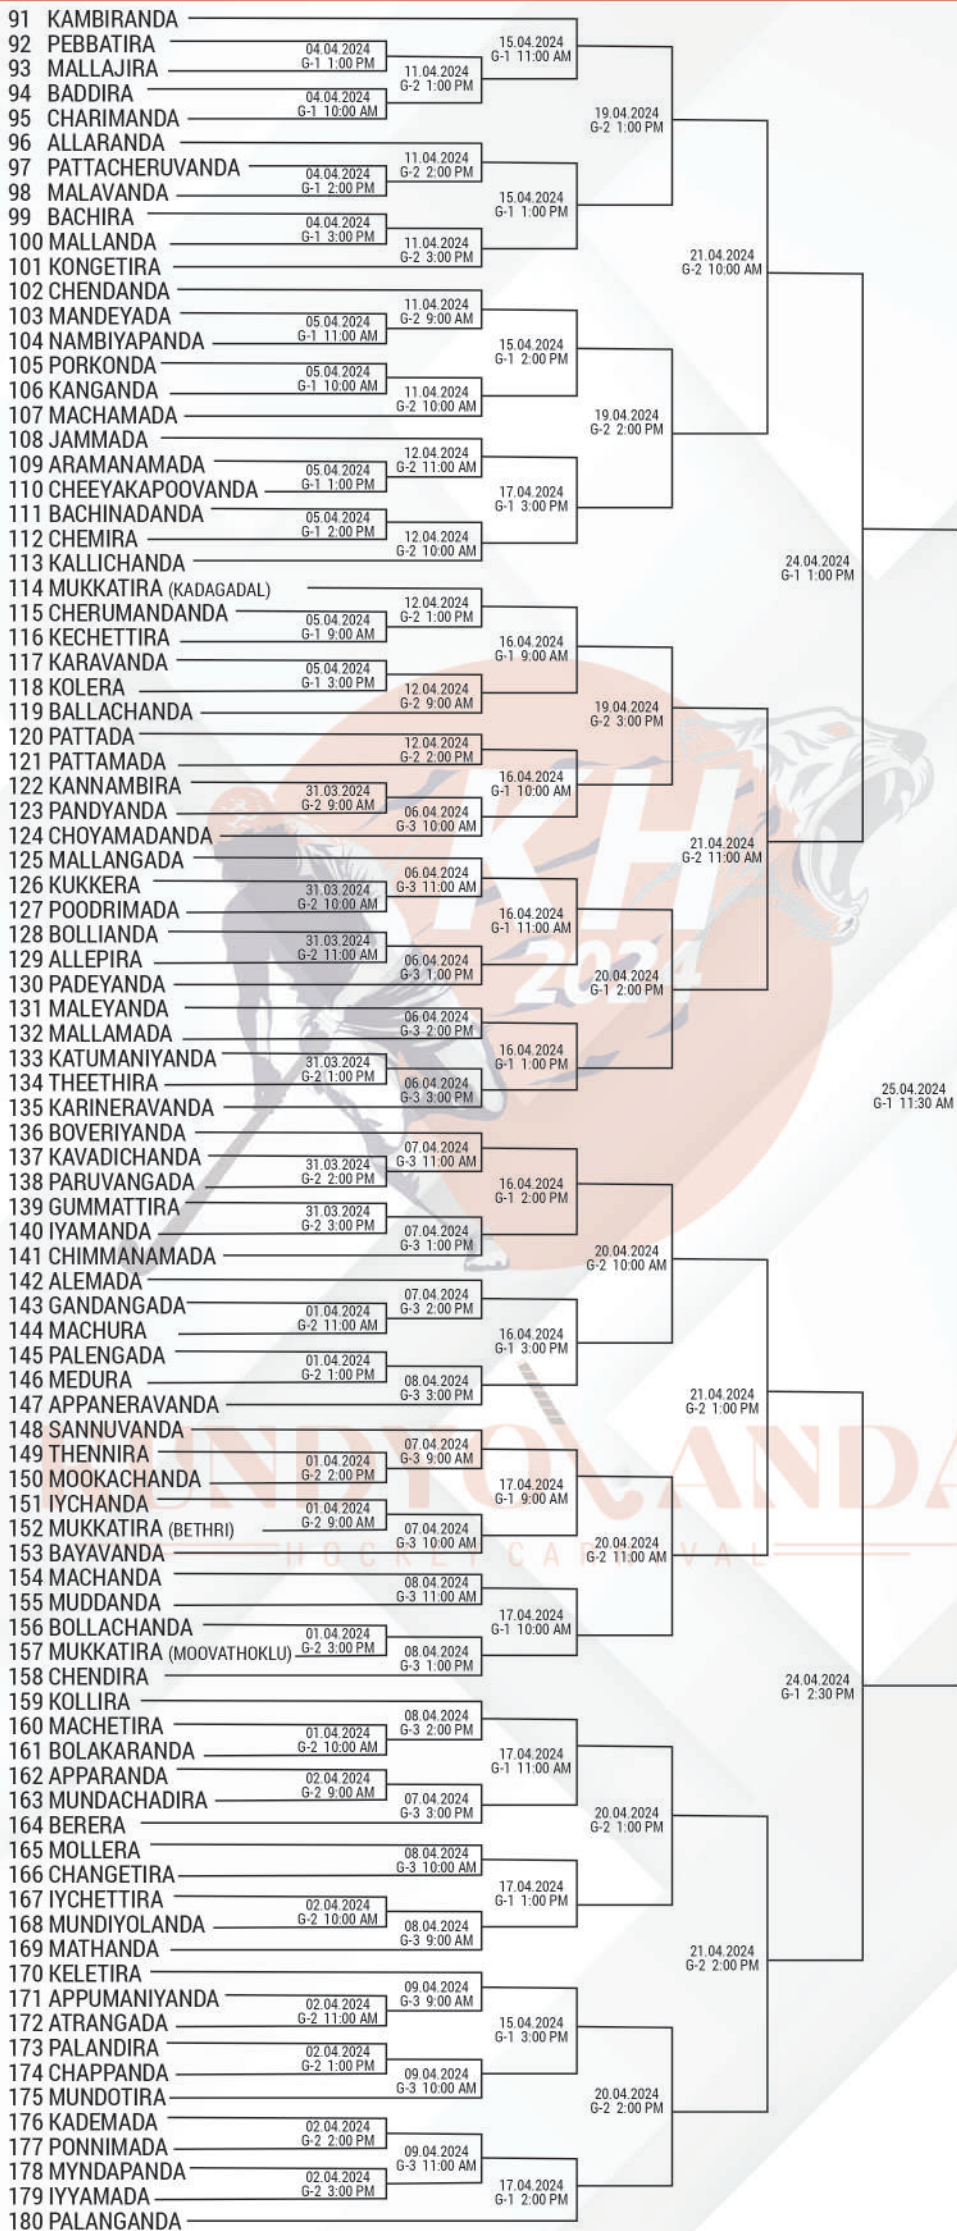 91 KAMBIRANDA
92 PEBBATIRA
93 MALLAJIRA
94 BADDIRA
95 CHARIMANDA
96 ALLARANDA
97 PATTACHERUVANDA
98 MALAVANDA
99 BACHIRA
100 MALLANDA
101 KONGETIRA
102 CHENDANDA
103 MANDEYADA
104 NAMBIYAPANDA
105 PORKONDA
106 KANGANDA
107 MACHAMADA
108 JAMMADA
109 ARAMANAMADA
110 CHEEYAKAPOOVANDA
111 BACHINADANDA
112 CHEMIRA
113 KALLICHANDA
114 MUKKATIRA (KADAGADAL)
115 CHERUMANDANDA
116 KECHETTIRA
117 KARAVANDA
118 KOLERA
119 BALLACHANDA
120 PATTADA
121 PATTAMADA
122 KANNAMBIRA
123 PANDYANDA
124 CHOYAMADANDA
125 MALLANGADA
126 KUKKERA
127 POODRIMADA
128 BOLLIANDA
129 ALLEPIRA
130 PADEYANDA
131 MALEYANDA
132 MALLAMADA
133 KATUMANIYANDA
134 THEETHIRA
135 KARINERAVANDA
136 BOVERIYANDA
137 KAVADICHANDA
138 PARUVANGADA
139 GUMMATTIRA
140 IYAMANDA
141 CHIMMANAMADA
142 ALEMADA
143 GANDANGADA
144 MACHURA
145 PALENGADA
146 MEDURA
147 APPANERAVANDA
148 SANNUVANDA
149 THENNIRA
150 MOOKACHANDA
151 IYCHANDA
152 MUKKATIRA (BETHRI)
153 BAYAVANDA
154 MACHANDA
155 MUDDANDA
156 BOLLACHANDA
157 MUKKATIRA (MOOVATHOKLU)
158 CHENDIRA
159 KOLLIRA
160 MACHETIRA
161 BOLAKARANDA
162 APPARANDA
163 MUNDACHADIRA
164 BERERA
165 MOLLERA
166 CHANGETIRA
167 IYCHETTIRA
168 MUNDIYOLANDA
169 MATHANDA
170 KELETIRA
171 APPUMANIYANDA
172 ATRANGADA
173 PALANDIRA
174 CHAPPANDA
175 MUNDOTIRA
176 KADEMADA
177 PONNIMADA
178 MYNDAPANDA
179 IYYAMADA
180 PALANGANDA
04.04.2024
G-1 1:00 PM
04.04.2024
G-1 10:00 AM
04.04.2024
G-1 2:00 PM
04.04.2024
G-1 3:00 PM
05.04.2024
G-1 11:00 AM
05.04.2024
G-1 10:00 AM
05.04.2024
G-1 1:00 PM
05.04.2024
G-1 2:00 PM
05.04.2024
G-1 9:00 AM
05.04.2024
G-1 3:00 PM
31.03.2024
G-2 9:00 AM
31.03.2024
G-2 10:00 AM
31.03.2024
G-2 11:00 AM
31.03.2024
G-2 1:00 PM
31.03.2024
G-2 2:00 PM
31.03.2024
G-2 3:00 PM
01.04.2024
G-2 11:00 AM
01.04.2024
G-2 1:00 PM
01.04.2024
G-2 2:00 PM
01.04.2024
G-2 9:00 AM
01.04.2024
G-2 3:00 PM
01.04.2024
G-2 10:00 AM
02.04.2024
G-2 9:00 AM
02.04.2024
G-2 10:00 AM
02.04.2024
G-2 11:00 AM
02.04.2024
G-2 1:00 PM
02.04.2024
G-2 2:00 PM
02.04.2024
G-2 3:00 PM
11.04.2024
G-2 1:00 PM
11.04.2024
G-2 2:00 PM
11.04.2024
G-2 3:00 PM
11.04.2024
G-2 9:00 AM
11.04.2024
G-2 10:00 AM
12.04.2024
G-2 11:00 AM
12.04.2024
G-2 10:00 AM
12.04.2024
G-2 1:00 PM
12.04.2024
G-2 9:00 AM
12.04.2024
G-2 2:00 PM
06.04.2024
G-3 10:00 AM
06.04.2024
G-3 11:00 AM
06.04.2024
G-3 1:00 PM
06 04.2024
G-3 2:00 PM
06.04.2024
G-3 3:00 PM
07.04.2024
G-3 11:00 AM
07.04.2024
G-3 1:00 PM
07.04.2024
G-3 2:00 PM
08.04.2024
G-3 3:00 PM
07.04.2024
G-3 9:00 AM
07.04.2024
G-3 10:00 AM
08.04.2024
G-3 11:00 AM
08.04.2024
G-3 1:00 PM
08.04.2024
G-3 2:00 PM
07.04.2024
G-3 3:00 PM
08.04.2024
G-3 10:00 AM
08.04.2024
G-3 9:00 AM
09.04.2024
G-3 9:00 AM
09.04.2024
G-3 10:00 AM
09.04.2024
G-3 11:00 AM
15.04.2024
G-1 11:00 AM
15.04.2024
G-1 1:00 PM
15.04.2024
G-1 2:00 PM
17.04.2024
G-1 3:00 PM
16.04.2024
G-1 9:00 AM
16.04.2024
G-1 10:00 AM
16.04.2024
G-1 11:00 AM
16.04.2024
G-1 1:00 PM
16.04.2024
G-1 2:00 PM
16.04.2024
G-1 3:00 PM
17.04.2024
G-1 9:00 AM
17.04.2024
G-1 10:00 AM
17.04.2024
G-1 11:00 AM
17.04.2024
G-1 1:00 PM
15.04.2024
G-1 3:00 PM
17.04.2024
G-1 2:00 PM
19.04.2024
G-2 1:00 PM
19.04.2024
G-2 2:00 PM
19.04.2024
G-2 3:00 PM
20.04.2024
G-1 2:00 PM
20.04.2024
G-2 10:00 AM
20.04.2024
G-2 11:00 AM
20.04.2024
G-2 1:00 PM
20.04.2024
G-2 2:00 PM
21.04.2024
G-2 10:00 AM
21.04.2024
G-2 11:00 AM
21.04.2024
G-2 1:00 PM
21.04.2024
G-2 2:00 PM
24.04.2024
G-1 1:00 PM
24.04.2024
G-1 2:30 PM
25.04.2024
G-1 11:30 AM
KH
2024
HOCKEY CARNIVAL